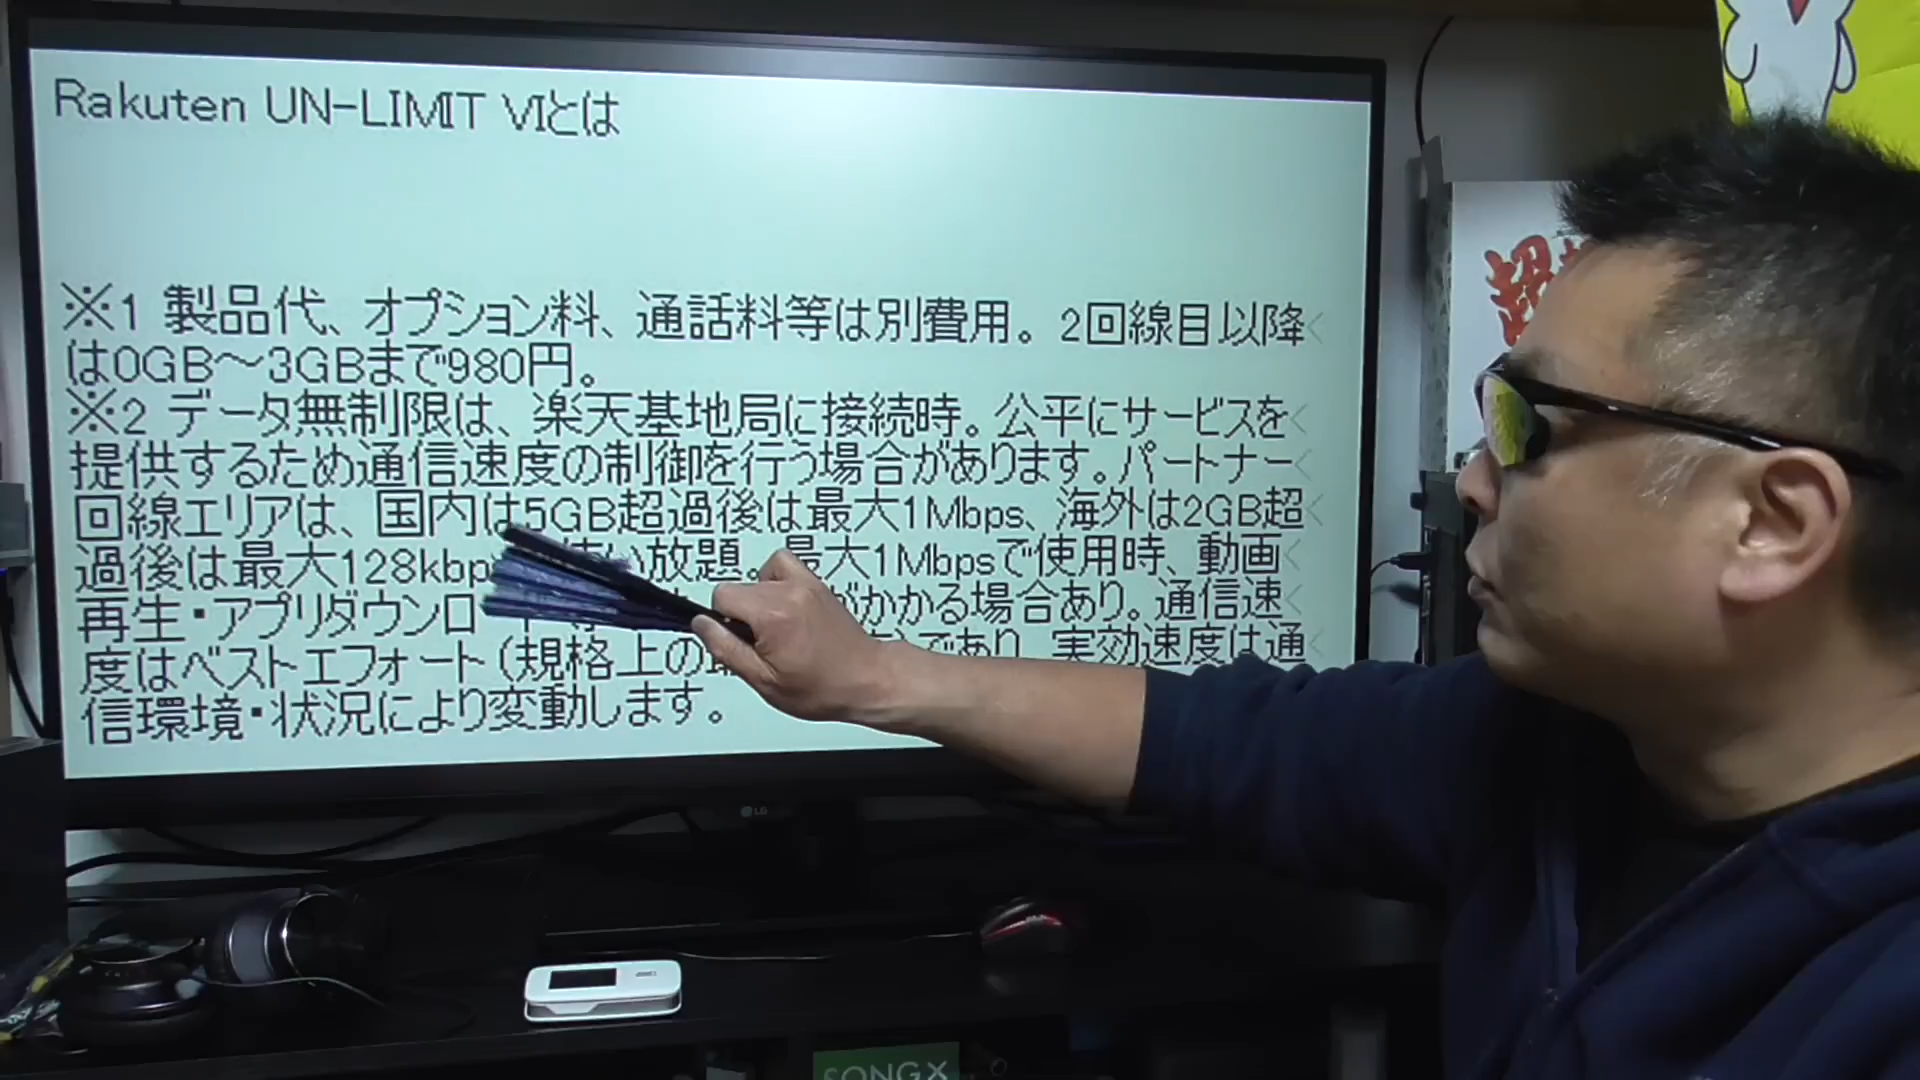 Rakuten UN-LIMIT VIとは
※1 製品代、オプション料、通話料等は別費用。2回線目以降
は0GB～3GBまで980円。
※2 データ無制限は、楽天基地局に接続時。公平にサービスを
提供するため通信速度の制御を行う場合があります。パートナー
回線エリアは、国内は5GB超過後は最大1Mbps、海外は2GB超
過後は最大128kbp い放題。最大1Mbpsで使用時、動画
再生・アプリダウンロ がかかる場合あり。通信速
度はベストエフォート(規格上の であり、実効速度は通
信環境・状況により変動します。
超
LG
SONGX